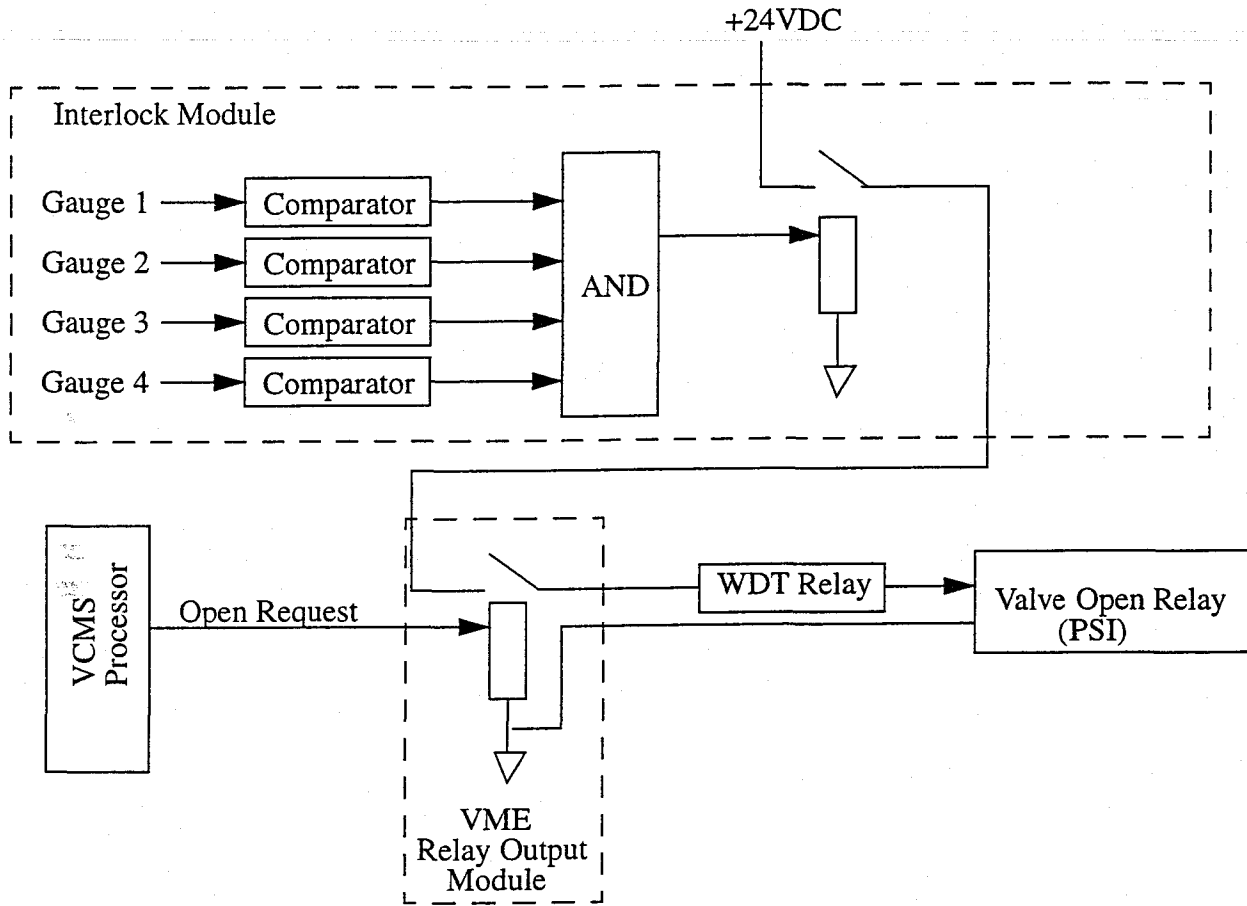 +24VDC
Interlock Module
Gauge 1
Comparator
Gauge 2
Comparator
Gauge 3
Comparator
Gauge 4
Comparator
AND
VCMS
Processor
Open Request
WDT Relay
Valve Open Relay
(PSI)
VME
Relay Output
Module